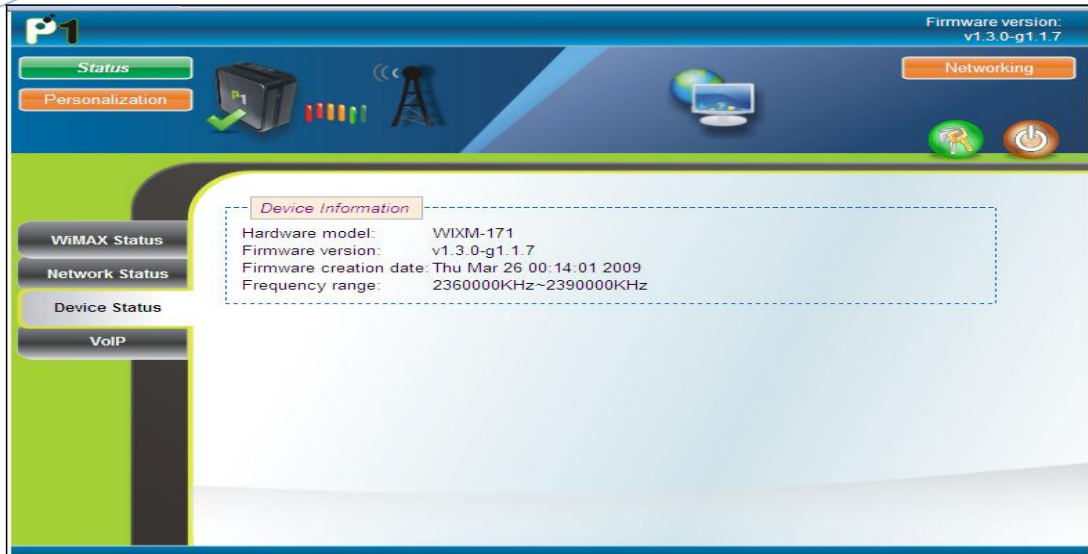 P1
Firmware version:
v1.3.0-g1.1.7
Status
Networking
Personalization
P1
WiMAX Status
Network Status
Device Status
VoIP
Device Information
Hardware model: WIXM-171
Firmware version: v1.3.0-g1.1.7
Firmware creation date: Thu Mar 26 00:14:01 2009
Frequency range: 2360000KHz~2390000KHz